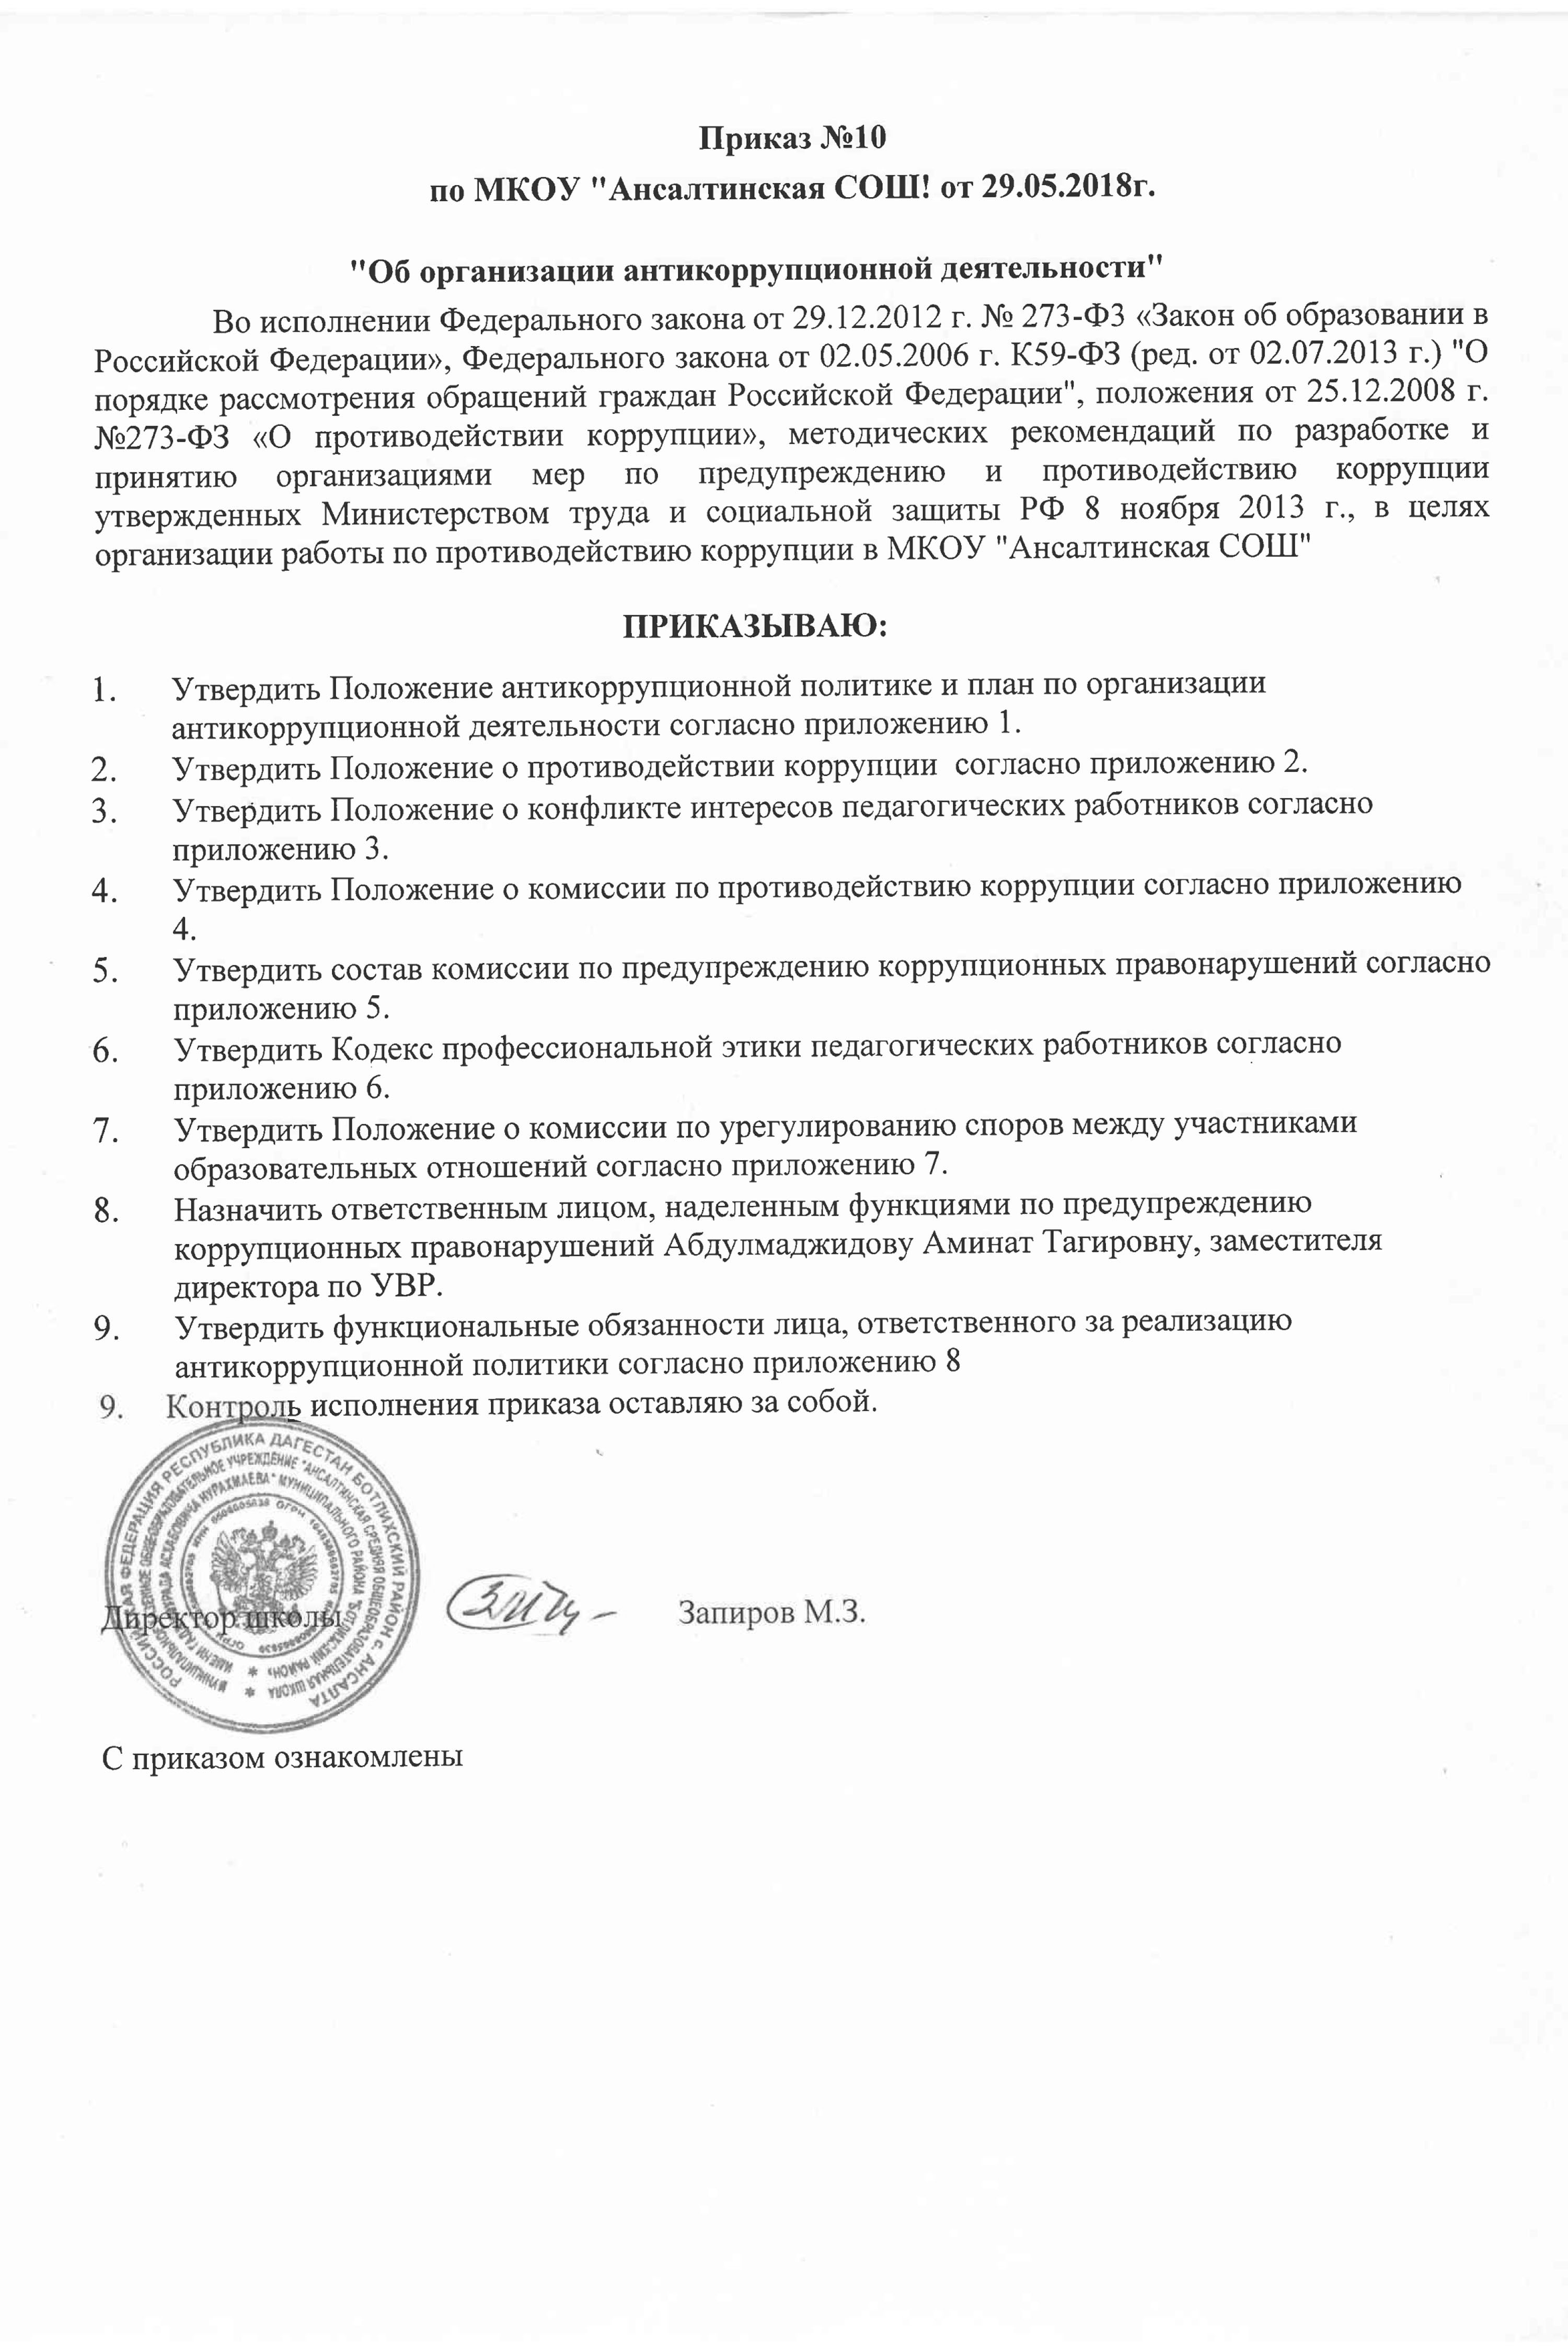 Приказ №10
по МКОУ "Ансалтинская СОШ! от 29.05.2018г.
"Об организации антикоррупционной деятельности"
Во исполнении Федерального закона от 29.12.2012 г. № 273-ФЗ «Закон об образовании в
Российской Федерации», Федерального закона от 02.05.2006 г. К59-ФЗ (ред. от 02.07.2013 г.) "О
порядке рассмотрения обращений граждан Российской Федерации", положения от 25.12.2008 г.
№273-ФЗ «О противодействии коррупции», методических рекомендаций по разработке и
принятию организациями мер по предупреждению и противодействию коррупции
утвержденных Министерством труда и социальной защиты РФ 8 ноября 2013 г., в целях
организации работы по противодействию коррупции в МКОУ "Ансалтинская СОШ"
ПРИКАЗЫВАЮ:
1. Утвердить Положение антикоррупционной политике и план по организации
антикоррупционной деятельности согласно приложению 1.
2. Утвердить Положение о противодействии коррупции согласно приложению 2.
3. Утвердить Положение о конфликте интересов педагогических работников согласно
приложению 3.
4. Утвердить Положение о комиссии по противодействию коррупции согласно приложению
4.
5. Утвердить состав комиссии по предупреждению коррупционных правонарушений согласно
приложению 5.
6. Утвердить Кодекс профессиональной этики педагогических работников согласно
приложению 6.
7. Утвердить Положение о комиссии по урегулированию споров между участниками
образовательных отношений согласно приложению 7.
8. Назначить ответственным лицом, наделенным функциями по предупреждению
коррупционных правонарушений Абдулмаджидову Аминат Тагировну, заместителя
директора по УВР.
9. Утвердить функциональные обязанности лица, ответственного за реализацию
антикоррупционной политики согласно приложению 8
9. Контроль исполнения приказа оставляю за собой.
РОССИЙСКАЯ ФЕДЕРАЦИЯ РЕСПУБЛИКА ДАГЕСТАН БОТЛИХСКИЙ РАЙОН с. АНСАЛТА
Директор школы Запиров М.З.
С приказом ознакомлены